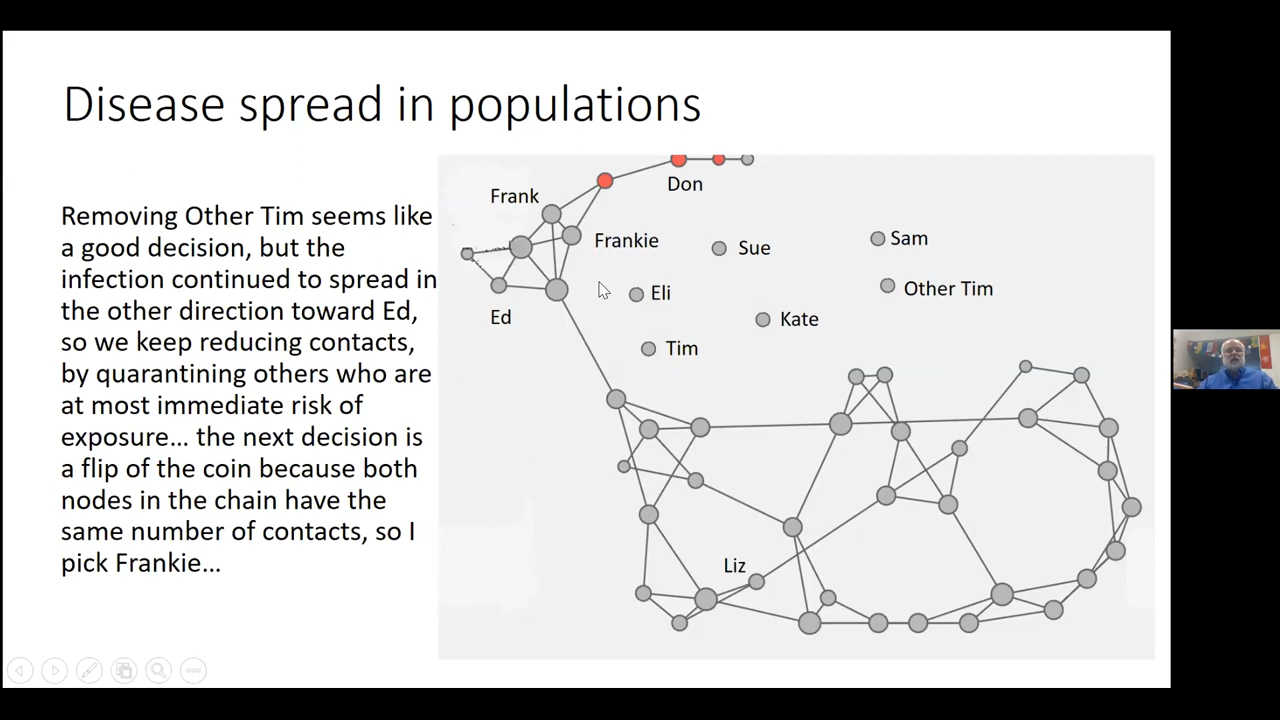 Disease spread in populations
Removing Other Tim seems like
a good decision, but the
infection continued to spread in
the other direction toward Ed,
so we keep reducing contacts,
by quarantining others who are
at most immediate risk of
exposure... the next decision is
a flip of the coin because both
nodes in the chain have the
same number of contacts, so I
pick Frankie...
Don
Frank
Frankie
Sue
Sam
Eli
Other Tim
Ed
Kate
Tim
Liz